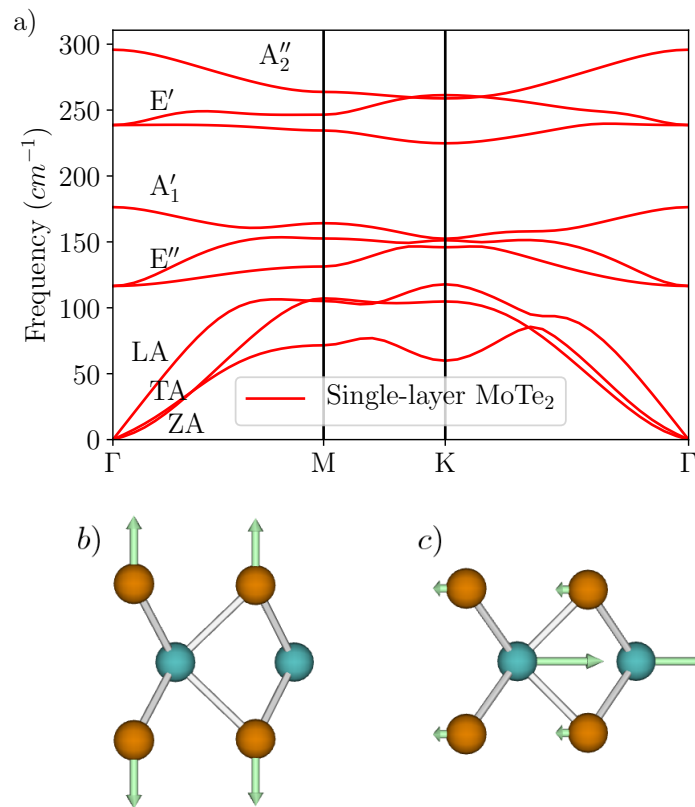 a)
Frequency (cm⁻¹)
300
250
200
150
100
50
0
A₂″
E′
A₁′
E″
LA
TA
ZA
Single-layer MoTe₂
Γ M K Γ
b) c)